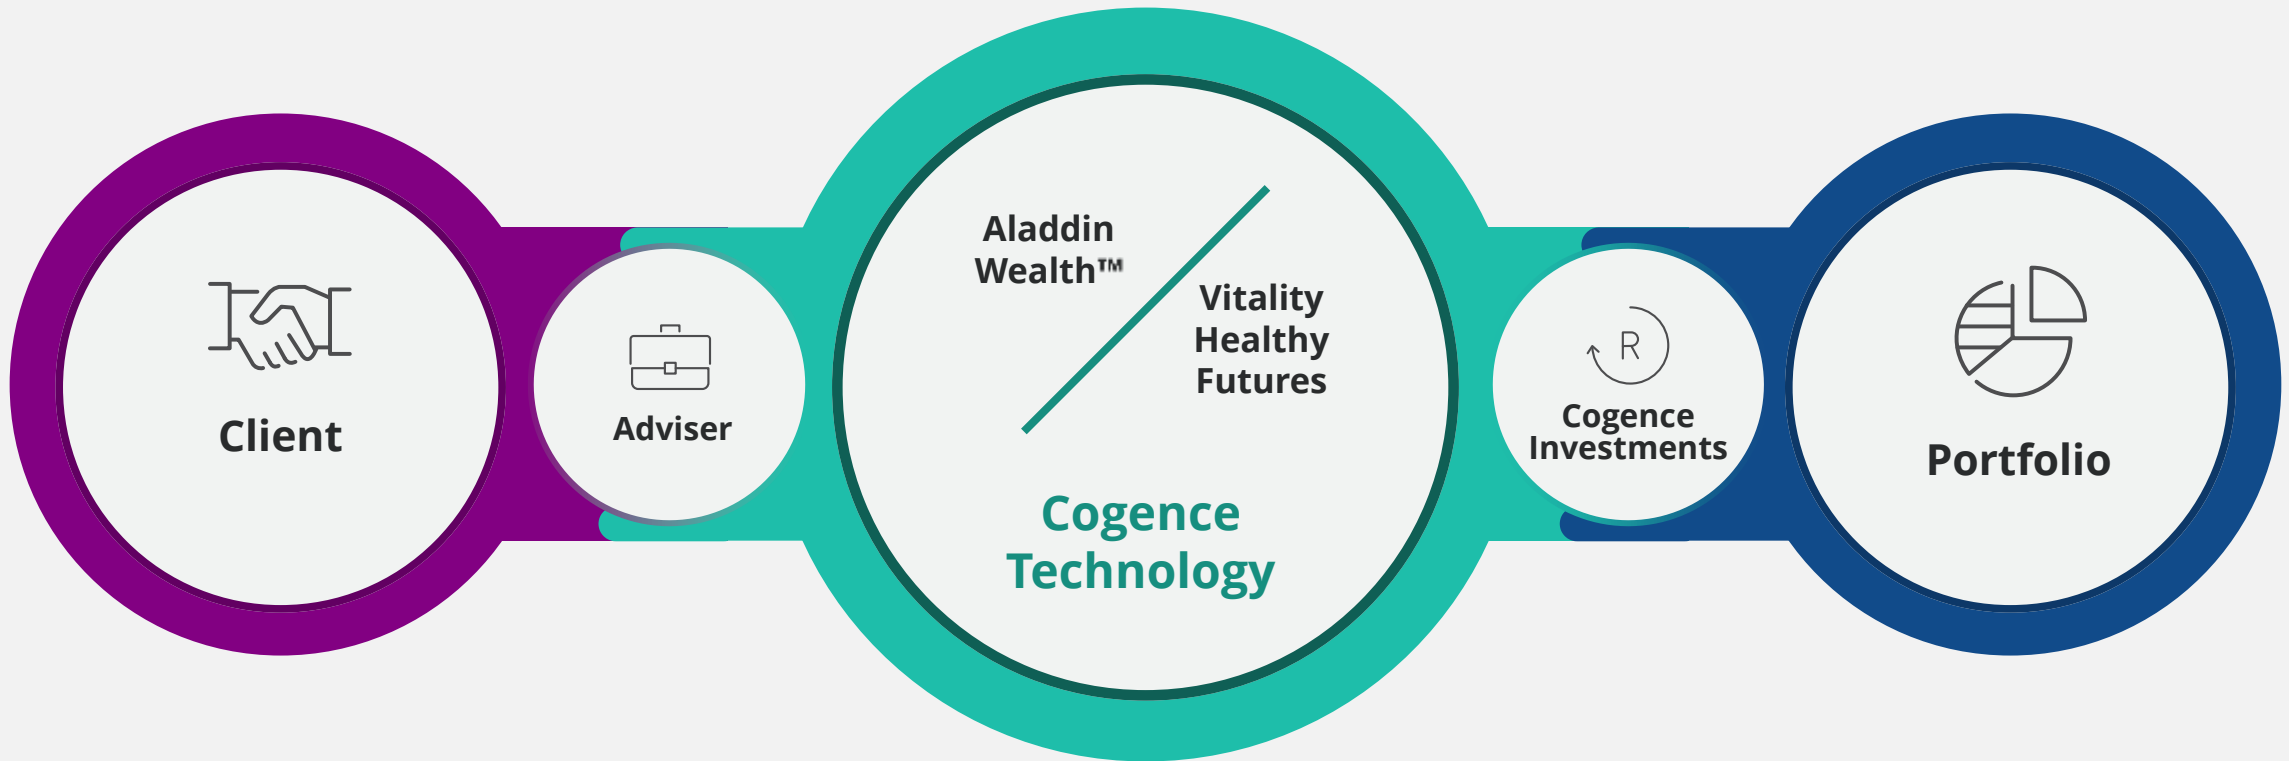 Client
Adviser
Aladdin
Wealth™
Vitality
Healthy
Futures
Cogence
Technology
R
Cogence
Investments
Portfolio